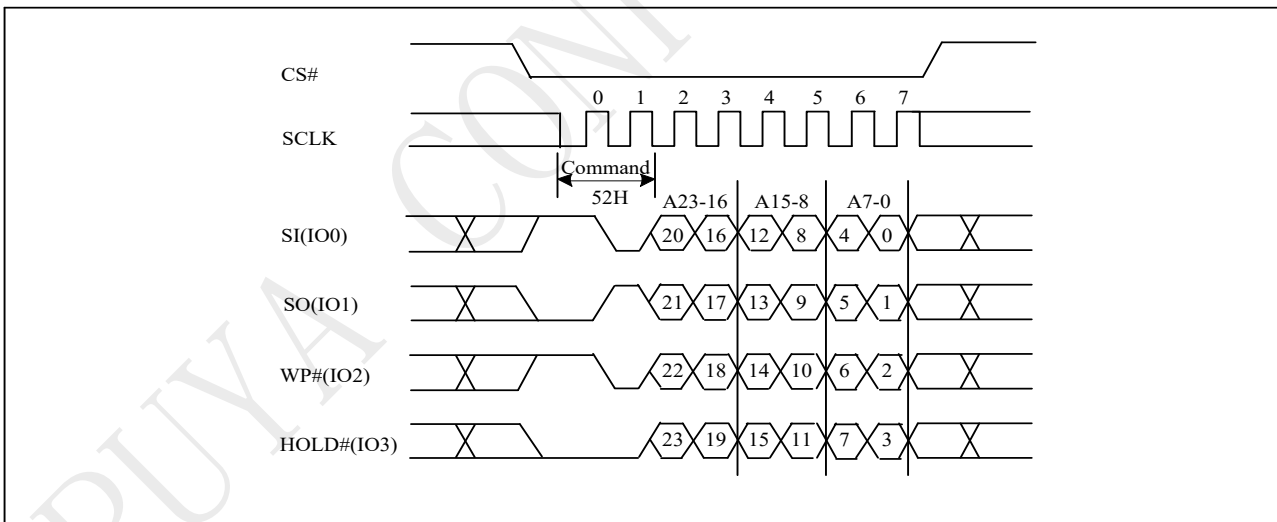 PUYA CONF
CS#
0 1 2 3 4 5 6 7
SCLK
Command
52H
A23-16 A15-8 A7-0
SI(IO0) 20 16 12 8 4 0
SO(IO1) 21 17 13 9 5 1
WP#(IO2) 22 18 14 10 6 2
HOLD#(IO3) 23 19 15 11 7 3